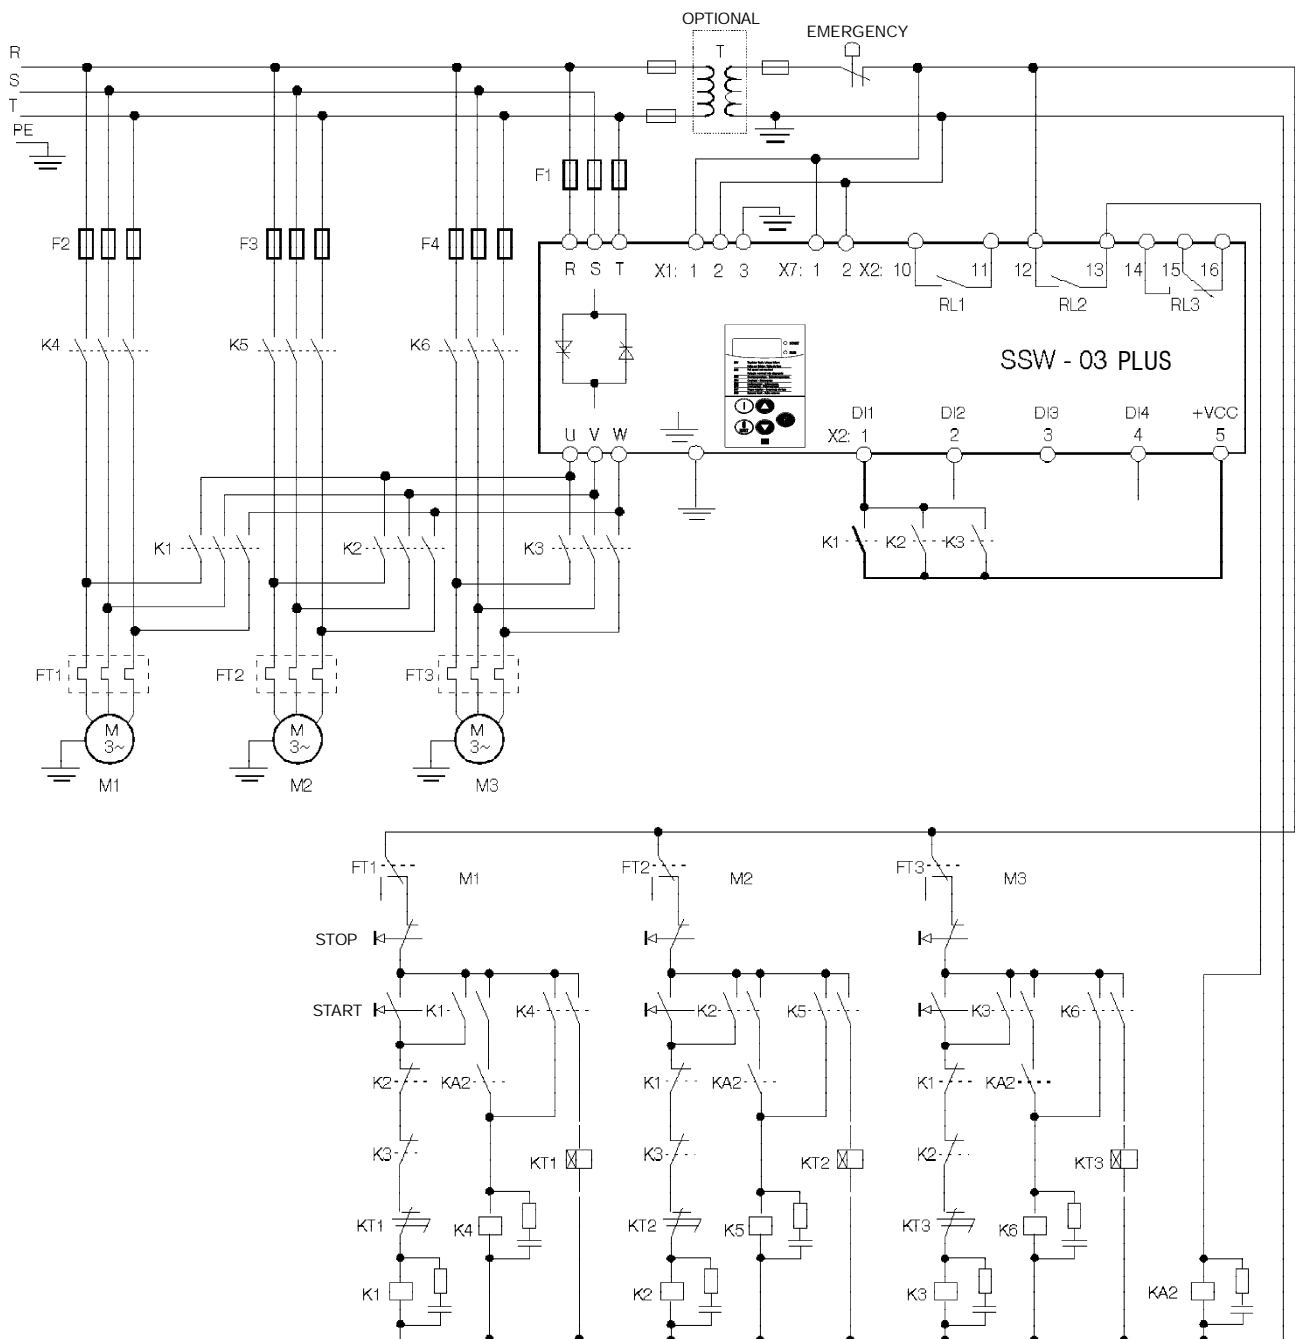 OPTIONAL
EMERGENCY
R
T
S
T
PE
F1
F2
F3
F4
R S T X1: 1 2 3 X7: 1 2 X2: 10 11 12 13 14 15 16
RL1 RL2 RL3
K4
K5
K6
SSW - 03 PLUS
DI1 DI2 DI3 DI4 +VCC
U V W
X2: 1 2 3 4 5
K1
K2
K3
K1 K2 K3
FT1
FT2
FT3
M 3~
M 3~
M 3~
M1
M2
M3
FT1 M1
FT2 M2
FT3 M3
STOP
START K1 K4
K2 K5
K3 K6
K2 KA2
K1 KA2
K1 KA2
K3 KT1
K3 KT2
K2 KT3
KT1 K4
KT2 K5
KT3 K6
K1
K2
K3
KA2